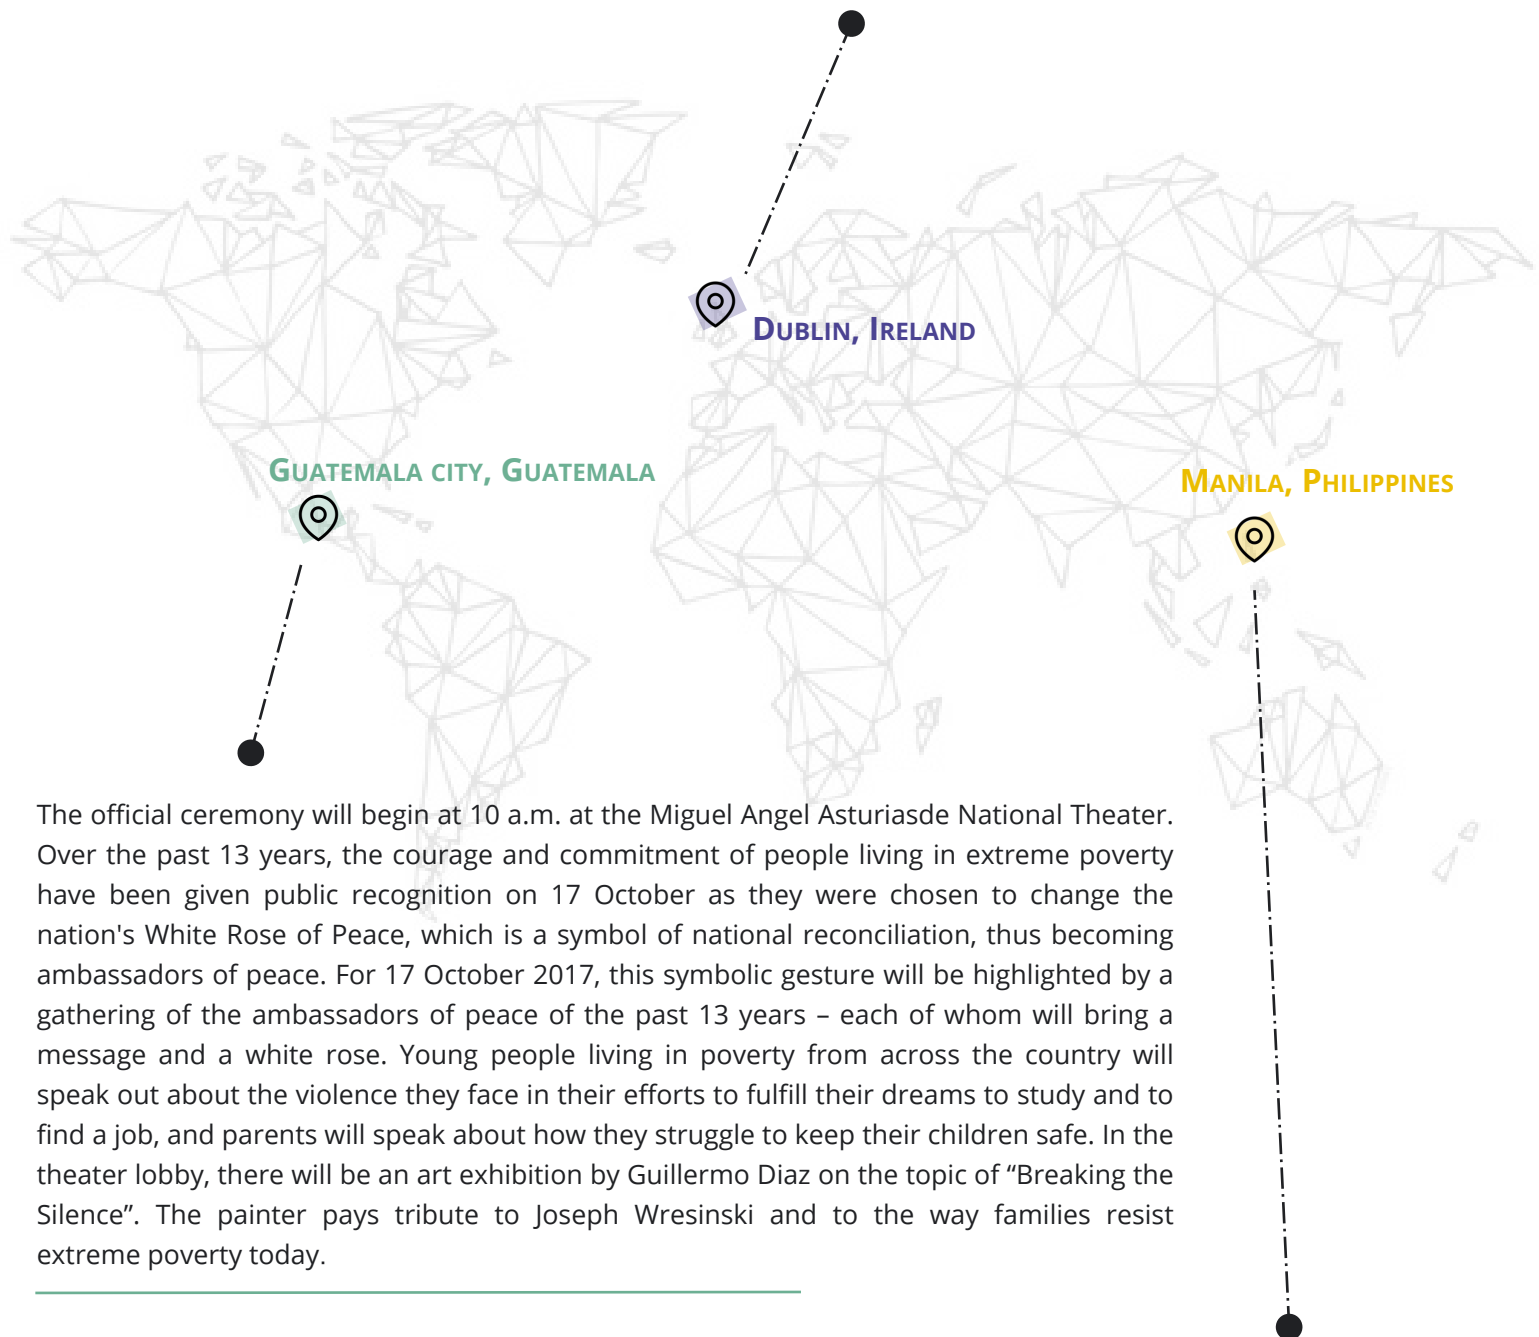 Dublin, Ireland
Guatemala city, Guatemala
Manila, Philippines
The official ceremony will begin at 10 a.m. at the Miguel Angel Asturiasde National Theater.
Over the past 13 years, the courage and commitment of people living in extreme poverty
have been given public recognition on 17 October as they were chosen to change the
nation's White Rose of Peace, which is a symbol of national reconciliation, thus becoming
ambassadors of peace. For 17 October 2017, this symbolic gesture will be highlighted by a
gathering of the ambassadors of peace of the past 13 years – each of whom will bring a
message and a white rose. Young people living in poverty from across the country will
speak out about the violence they face in their efforts to fulfill their dreams to study and to
find a job, and parents will speak about how they struggle to keep their children safe. In the
theater lobby, there will be an art exhibition by Guillermo Diaz on the topic of “Breaking the
Silence”. The painter pays tribute to Joseph Wresinski and to the way families resist
extreme poverty today.